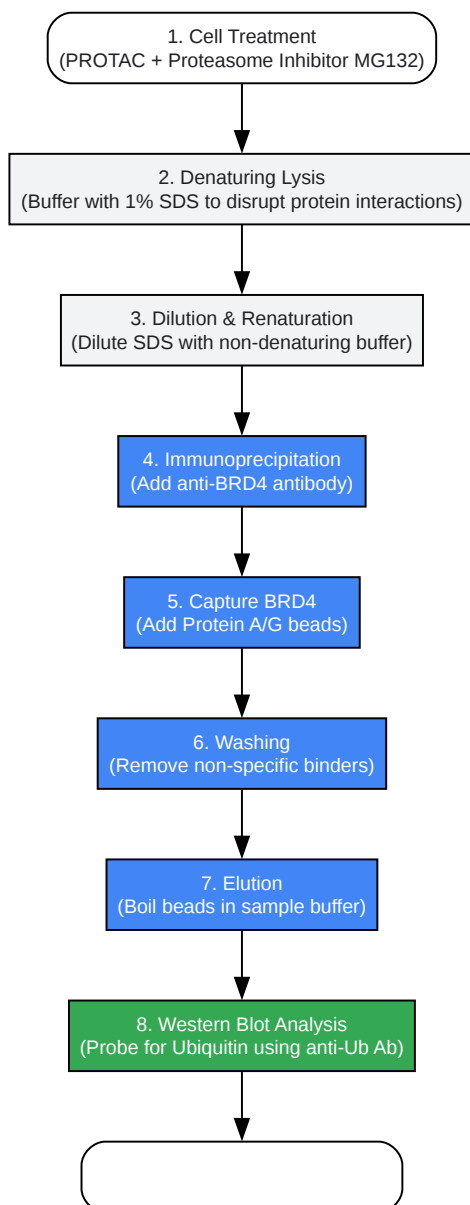 1. Cell Treatment
(PROTAC + Proteasome Inhibitor MG132)
2. Denaturing Lysis
(Buffer with 1% SDS to disrupt protein interactions)
3. Dilution & Renaturation
(Dilute SDS with non-denaturing buffer)
4. Immunoprecipitation
(Add anti-BRD4 antibody)
5. Capture BRD4
(Add Protein A/G beads)
6. Washing
(Remove non-specific binders)
7. Elution
(Boil beads in sample buffer)
8. Western Blot Analysis
(Probe for Ubiquitin using anti-Ub Ab)